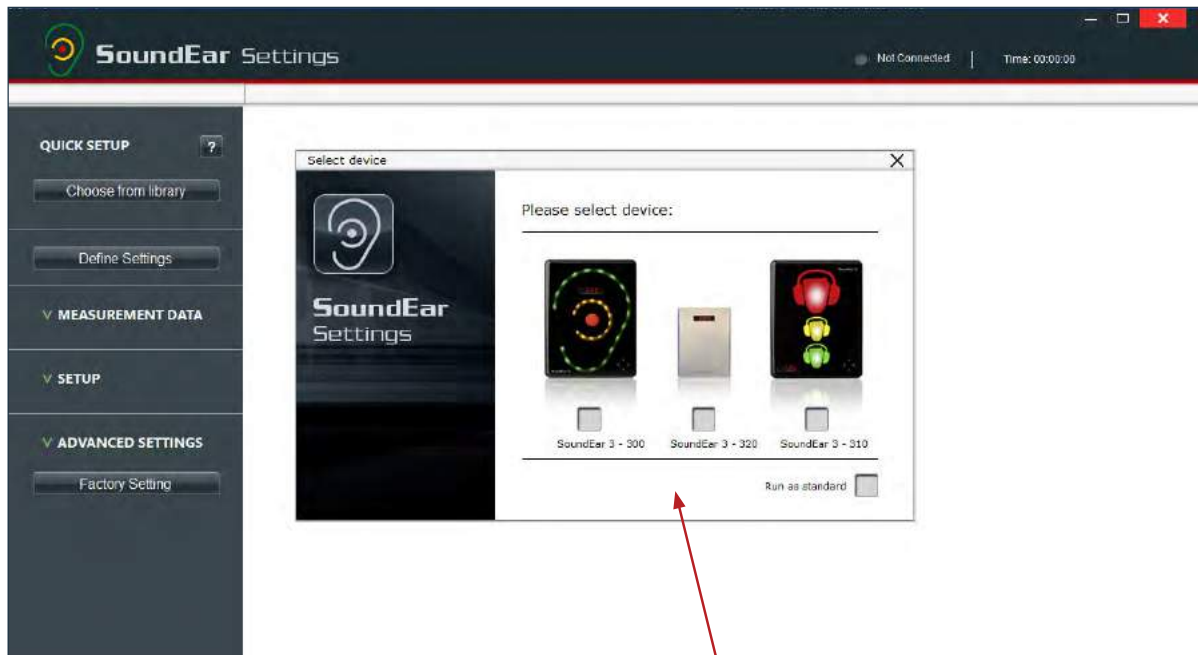 SoundEar Settings
Not Connected
Time: 00:00:00
QUICK SETUP
?
Choose from library
Define Settings
MEASUREMENT DATA
SETUP
ADVANCED SETTINGS
Factory Setting
Select device
SoundEar
Settings
Please select device:
SoundEar 3 - 300
SoundEar 3 - 320
SoundEar 3 - 310
Run as standard